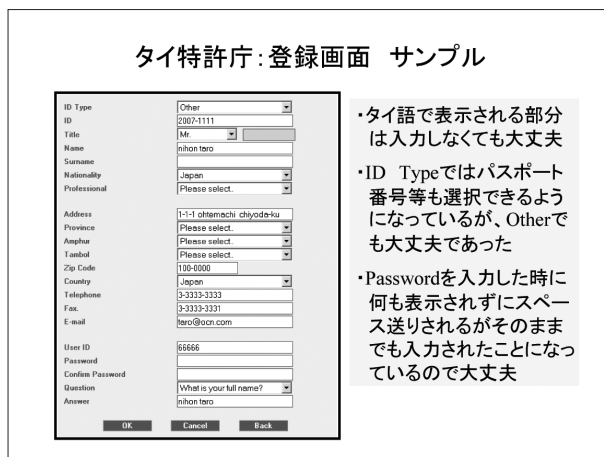 タイ特許庁：登録画面　サンプル
ID Type Other
ID 2007-1111
Title Mr.
Name nihon taro
Surname
Nationality Japan
Professional Please select..
Address 1-1-1 ohtemachi chiyoda-ku
Province Please select..
Amphur Please select..
Tambol Please select..
Zip Code 100-0000
Country Japan
Telephone 3-3333-3333
Fax. 3-3333-3331
E-mail taro@ocn.com
User ID 66666
Password
Confirm Password
Question What is your full name?
Answer nihon taro
OK Cancel Back
・タイ語で表示される部分
は入力しなくても大丈夫
・ID　Typeではパスポート
番号等も選択できるよう
になっているが、Otherで
も大丈夫であった
・Passwordを入力した時に
何も表示されずにスペー
ス送りされるがそのまま
でも入力されたことになっ
ているので大丈夫